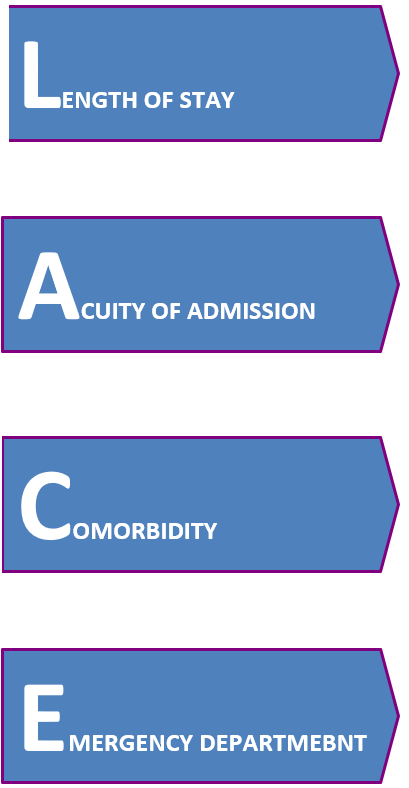 LENGTH OF STAY
ACUITY OF ADMISSION
COMORBIDITY
EMERGENCY DEPARTMEBNT